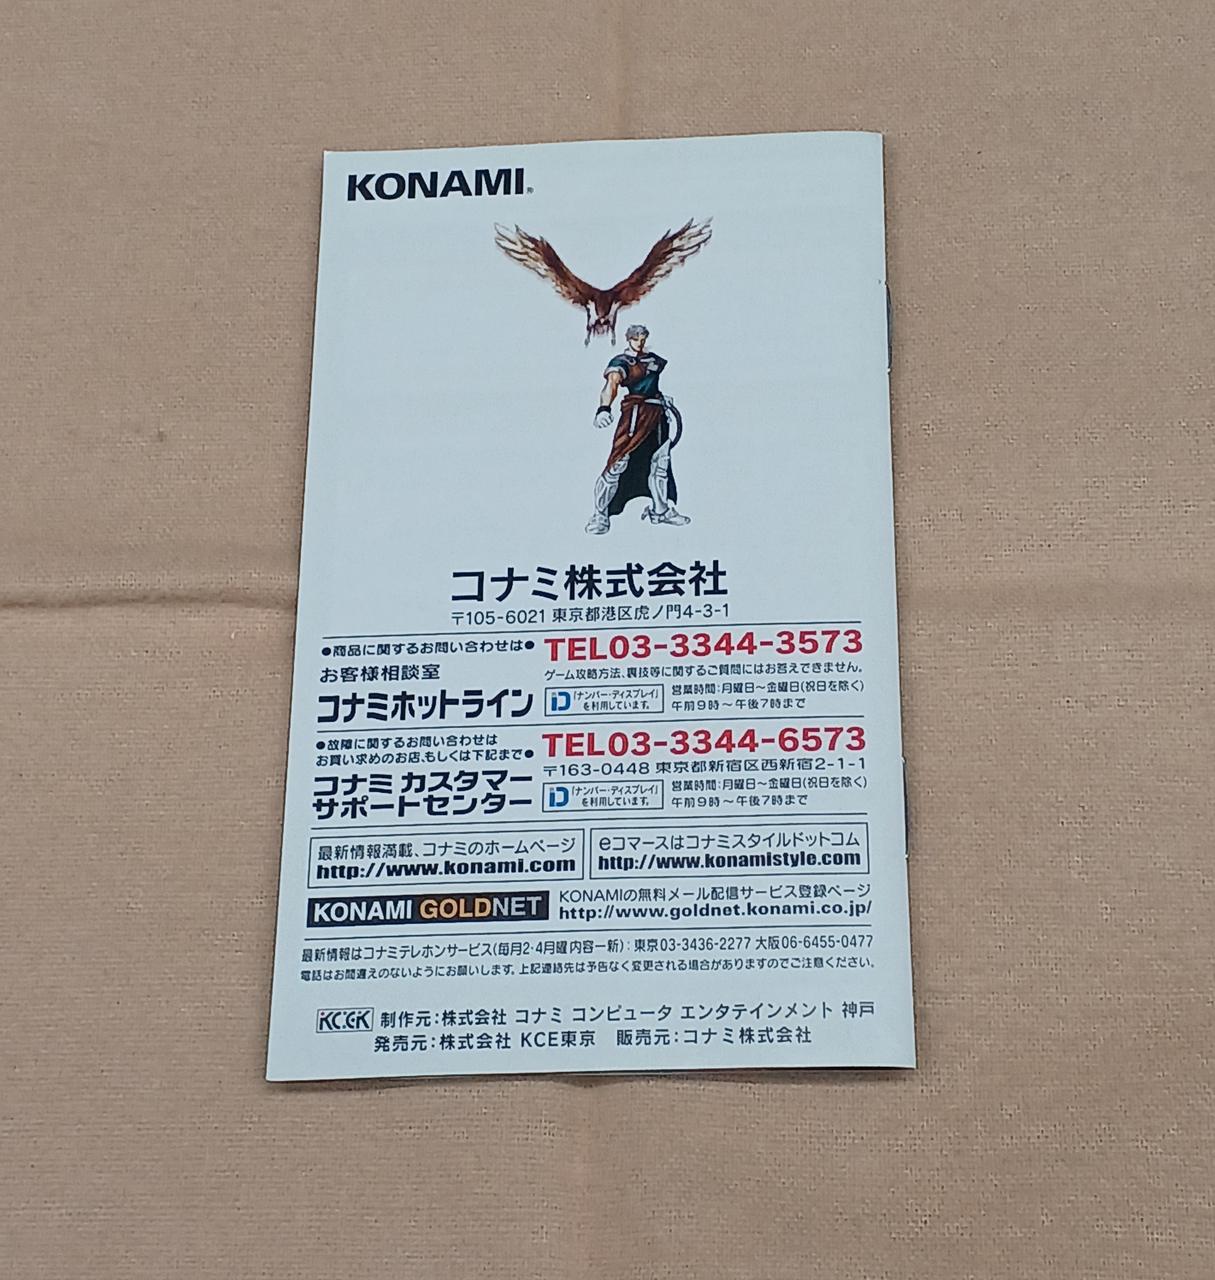 KONAMI®
コナミ株式会社
〒105-6021 東京都港区虎ノ門4-3-1
●商品に関するお問い合わせは●
TEL03-3344-3573
お客様相談室
コナミホットライン
ゲーム攻略方法、裏技等に関するご質問にはお答えできません。
「ナンバー・ディスプレイ」
を利用しています。
営業時間：月曜日～金曜日(祝日を除く)
午前9時～午後7時まで
●故障に関するお問い合わせは
お買い求めのお店、もしくは下記まで●
TEL03-3344-6573
コナミ カスタマー
サポートセンター
〒163-0448 東京都新宿区西新宿2-1-1
「ナンバー・ディスプレイ」
を利用しています。
営業時間：月曜日～金曜日(祝日を除く)
午前9時～午後7時まで
最新情報満載、コナミのホームページ
http://www.konami.com
eコマースはコナミスタイルドットコム
http://www.konamistyle.com
KONAMI GOLDNET
KONAMIの無料メール配信サービス登録ページ
http://www.goldnet.konami.co.jp/
最新情報はコナミテレホンサービス(毎月2・4月曜内容一新)：東京03-3436-2277 大阪06-6455-0477
電話はお間違えのないようにお願いします。上記連絡先は予告なく変更される場合がありますのでご注意ください。
KCEK 制作元：株式会社 コナミ コンピュータ エンタテインメント 神戸
発売元：株式会社 KCE東京 販売元：コナミ株式会社